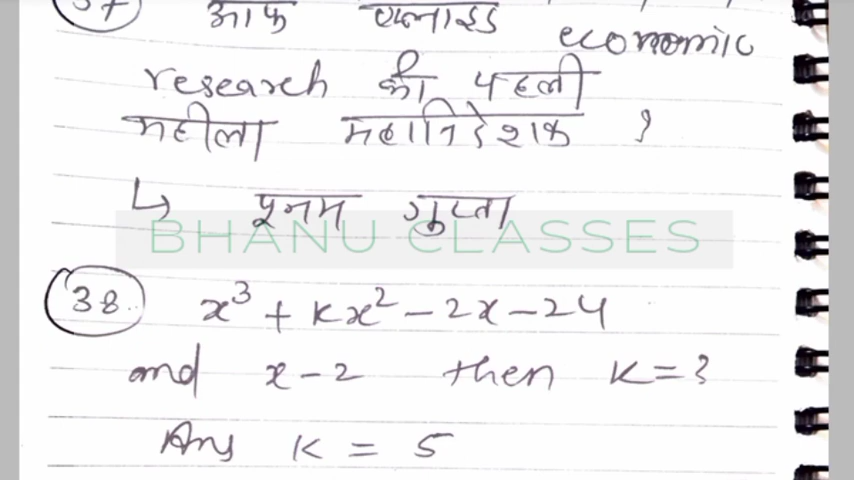 37 आफ एप्लाइड economic
research की पहली
महीला महानिदेशक ?
↳ पूनम गुप्ता
BHANU CLASSES
38. x³ + Kx² - 2x - 24
and x - 2 then K = ?
Ans K = 5